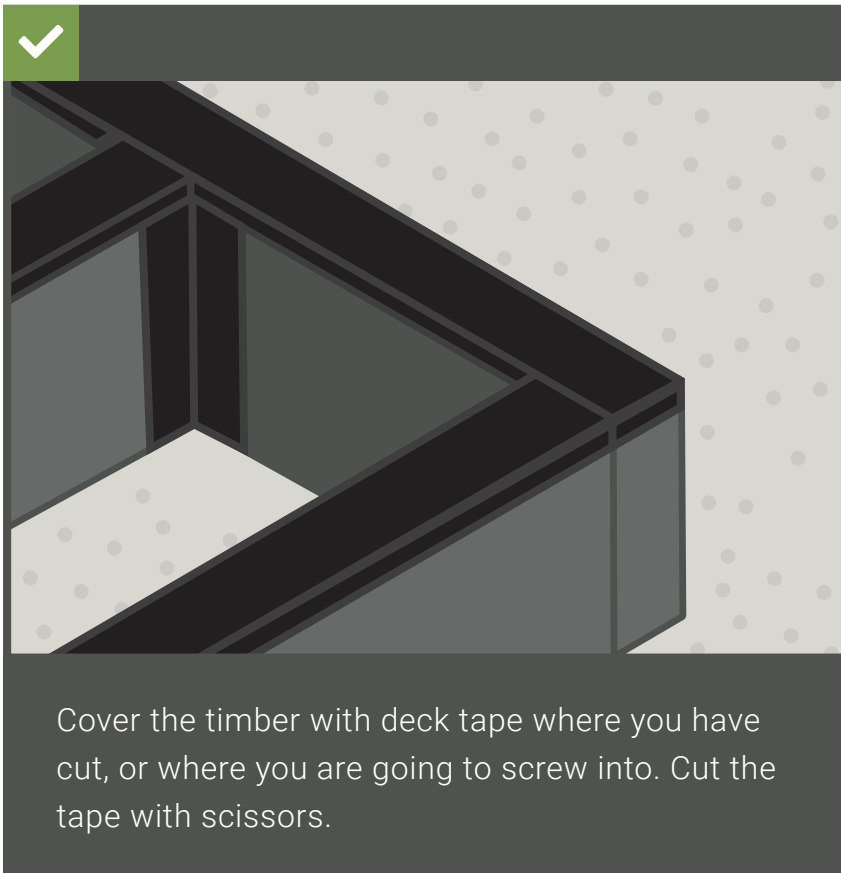 Cover the timber with deck tape where you have
cut, or where you are going to screw into. Cut the
tape with scissors.